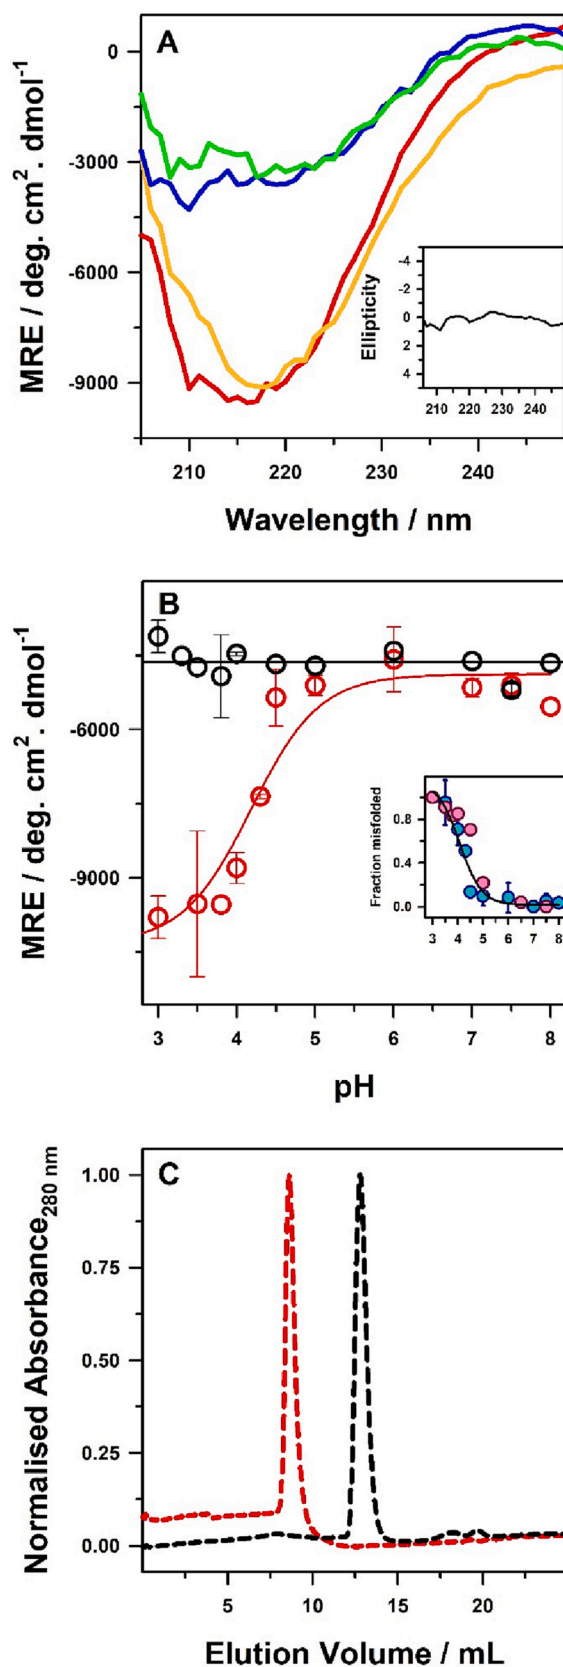 A
MRE / deg. cm². dmol⁻¹
0
-3000
-6000
-9000
Ellipticity
-4
-2
0
2
4
210 220 230 240
210 220 230 240
Wavelength / nm
B
MRE / deg. cm². dmol⁻¹
-6000
-9000
Fraction misfolded
0.8
0.4
0.0
3 4 5 6 7 8
3 4 5 6 7 8
pH
C
Normalised Absorbance280 nm
1.00
0.75
0.50
0.25
0.00
5 10 15 20
Elution Volume / mL